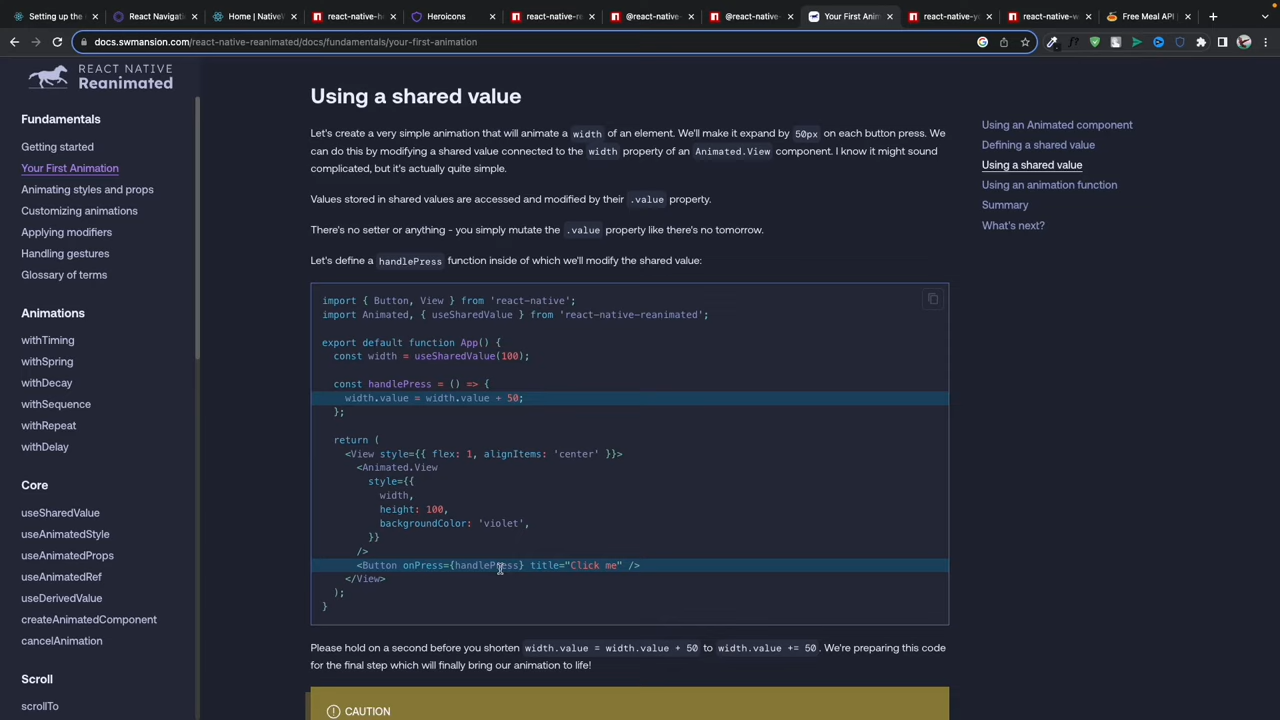 Setting up the
React Navigati
Home | NativeV
react-native-h
Heroicons
react-native-re
@react-native-
@react-native-
Your First Anim
react-native-y
react-native-w
Free Meal API |
docs.swmansion.com/react-native-reanimated/docs/fundamentals/your-first-animation
REACT NATIVE
Reanimated
Fundamentals
Getting started
Your First Animation
Animating styles and props
Customizing animations
Applying modifiers
Handling gestures
Glossary of terms
Animations
withTiming
withSpring
withDecay
withSequence
withRepeat
withDelay
Core
useSharedValue
useAnimatedStyle
useAnimatedProps
useAnimatedRef
useDerivedValue
createAnimatedComponent
cancelAnimation
Scroll
scrollTo
Using a shared value
Let's create a very simple animation that will animate a width of an element. We'll make it expand by 50px on each button press. We
can do this by modifying a shared value connected to the width property of an Animated.View component. I know it might sound
complicated, but it's actually quite simple.
Values stored in shared values are accessed and modified by their .value property.
There's no setter or anything - you simply mutate the .value property like there's no tomorrow.
Let's define a handlePress function inside of which we'll modify the shared value:
import { Button, View } from 'react-native';
import Animated, { useSharedValue } from 'react-native-reanimated';
export default function App() {
const width = useSharedValue(100);
const handlePress = () => {
width.value = width.value + 50;
};
return (
<View style={{ flex: 1, alignItems: 'center' }}>
<Animated.View
style={{
width,
height: 100,
backgroundColor: 'violet',
}}
/>
<Button onPress={handlePress} title="Click me" />
</View>
);
}
Please hold on a second before you shorten width.value = width.value + 50 to width.value += 50. We're preparing this code
for the final step which will finally bring our animation to life!
CAUTION
Using an Animated component
Defining a shared value
Using a shared value
Using an animation function
Summary
What's next?